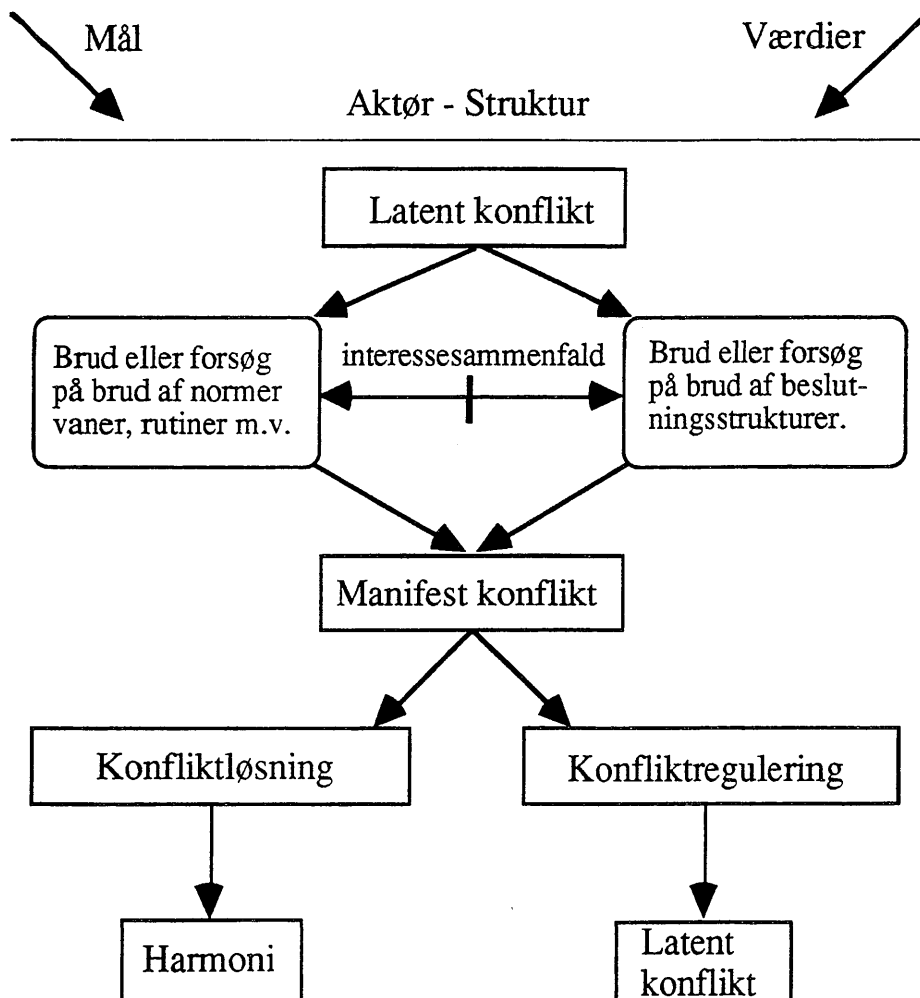 Mål
Værdier
Aktør - Struktur
Latent konflikt
Brud eller forsøg
på brud af normer
vaner, rutiner m.v.
interessesammenfald
Brud eller forsøg
på brud af beslut-
ningsstrukturer.
Manifest konflikt
Konfliktløsning
Konfliktregulering
Harmoni
Latent
konflikt